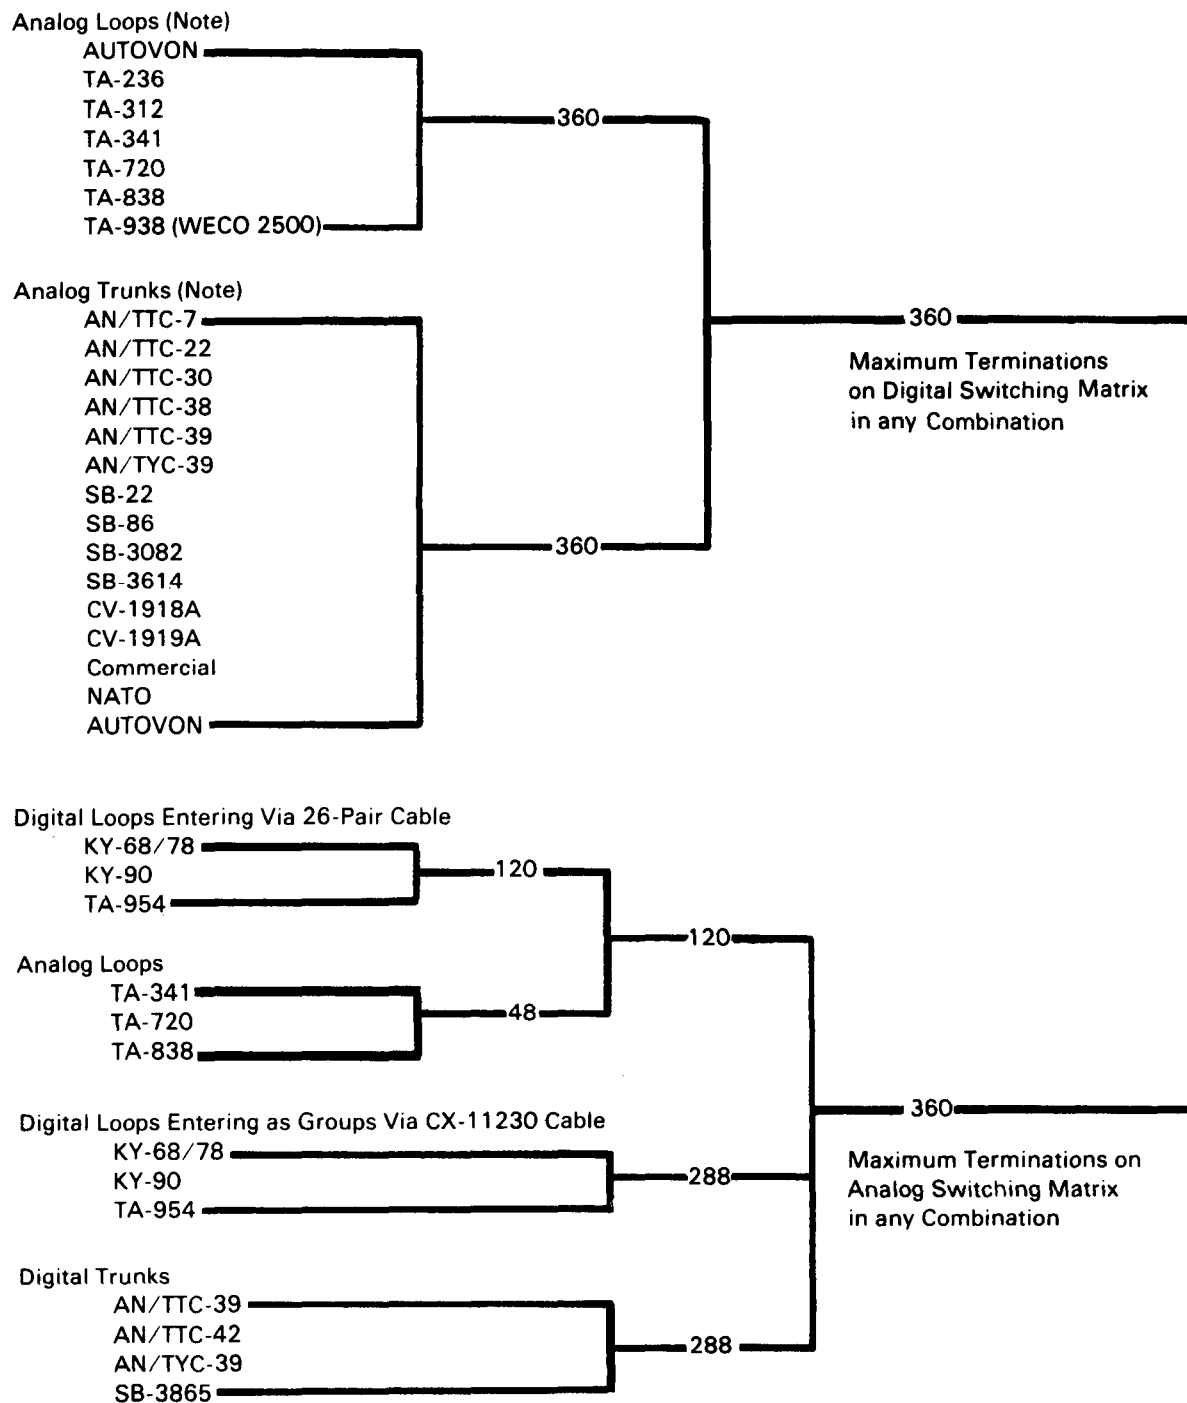 Analog Loops (Note)
AUTOVON
TA-236
TA-312
TA-341
TA-720
TA-838
TA-938 (WECO 2500)
360
Analog Trunks (Note)
AN/TTC-7
AN/TTC-22
AN/TTC-30
AN/TTC-38
AN/TTC-39
AN/TYC-39
SB-22
SB-86
SB-3082
SB-3614
CV-1918A
CV-1919A
Commercial
NATO
AUTOVON
360
360
Maximum Terminations
on Digital Switching Matrix
in any Combination
Digital Loops Entering Via 26-Pair Cable
KY-68/78
KY-90
TA-954
120
Analog Loops
TA-341
TA-720
TA-838
48
120
Digital Loops Entering as Groups Via CX-11230 Cable
KY-68/78
KY-90
TA-954
288
Digital Trunks
AN/TTC-39
AN/TTC-42
AN/TYC-39
SB-3865
288
360
Maximum Terminations on
Analog Switching Matrix
in any Combination